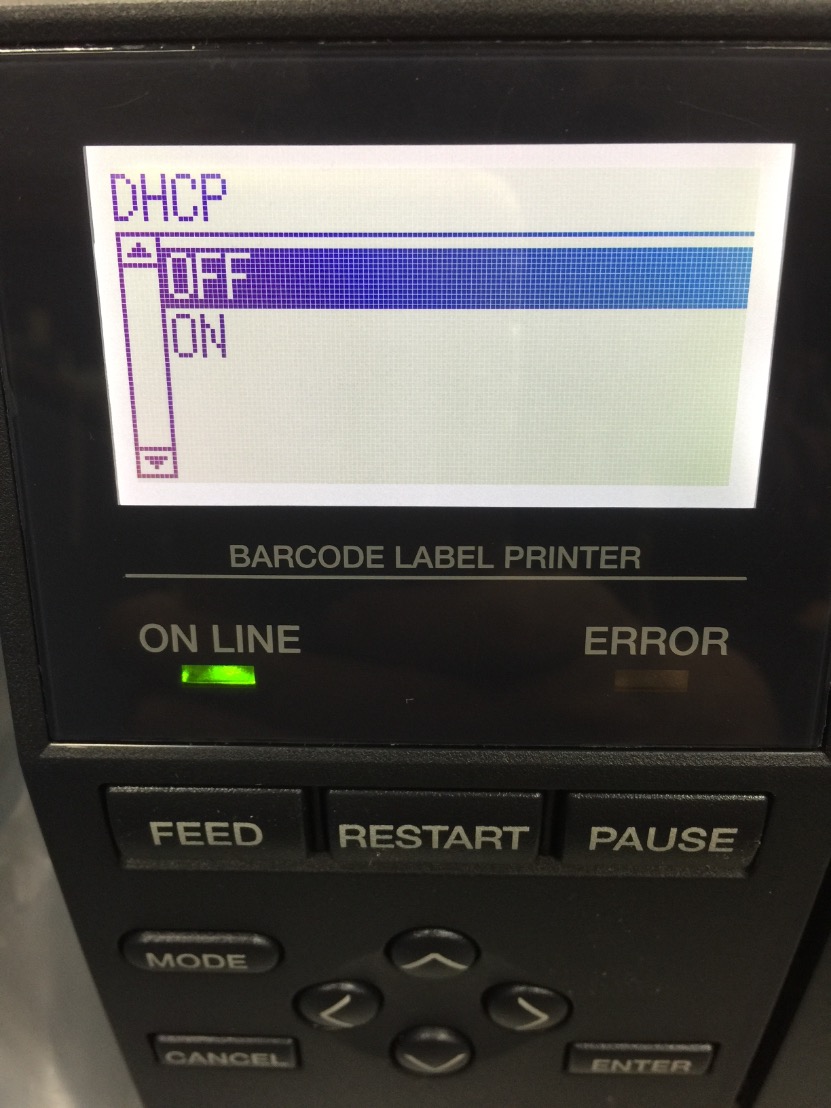 DHCP
OFF
ON
BARCODE LABEL PRINTER
ON LINE ERROR
FEED RESTART PAUSE
MODE
CANCEL ENTER